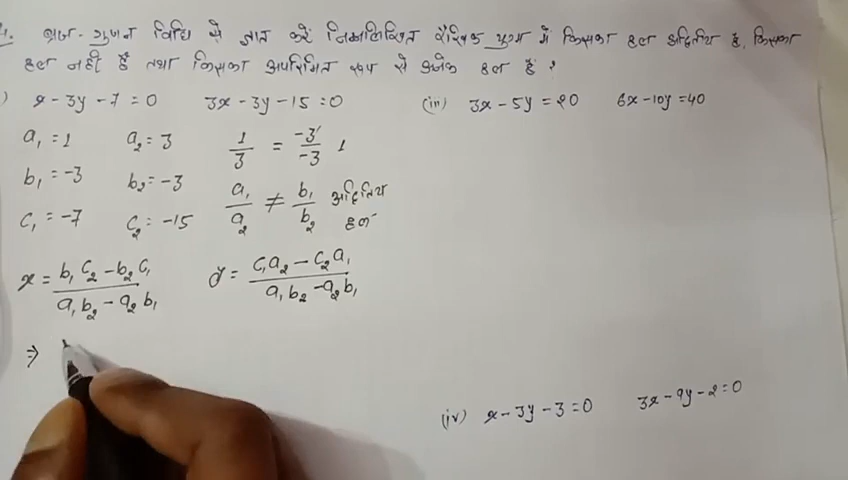 4. ब्रज-गुणन विधि से ज्ञात करें निम्नलिखित रैखिक युग्म में किसका हल अद्वितीय है, किसका
हल नहीं है तथा किसका अपरिमित रूप से अनेक हल हैं?
) x - 3y - 7 = 0 3x - 3y - 15 = 0
a₁ = 1 a₂ = 3 1/3 = -3/-3 1
b₁ = -3 b₂ = -3
a₁/a₂ ≠ b₁/b₂ अद्वितिय हल
c₁ = -7 c₂ = -15
x = (b₁c₂ - b₂c₁)/(a₁b₂ - a₂b₁) y = (c₁a₂ - c₂a₁)/(a₁b₂ - a₂b₁)
⇒
(iii) 3x - 5y = 20 6x - 10y = 40
(iv) x - 3y - 3 = 0 3x - 9y - 2 = 0